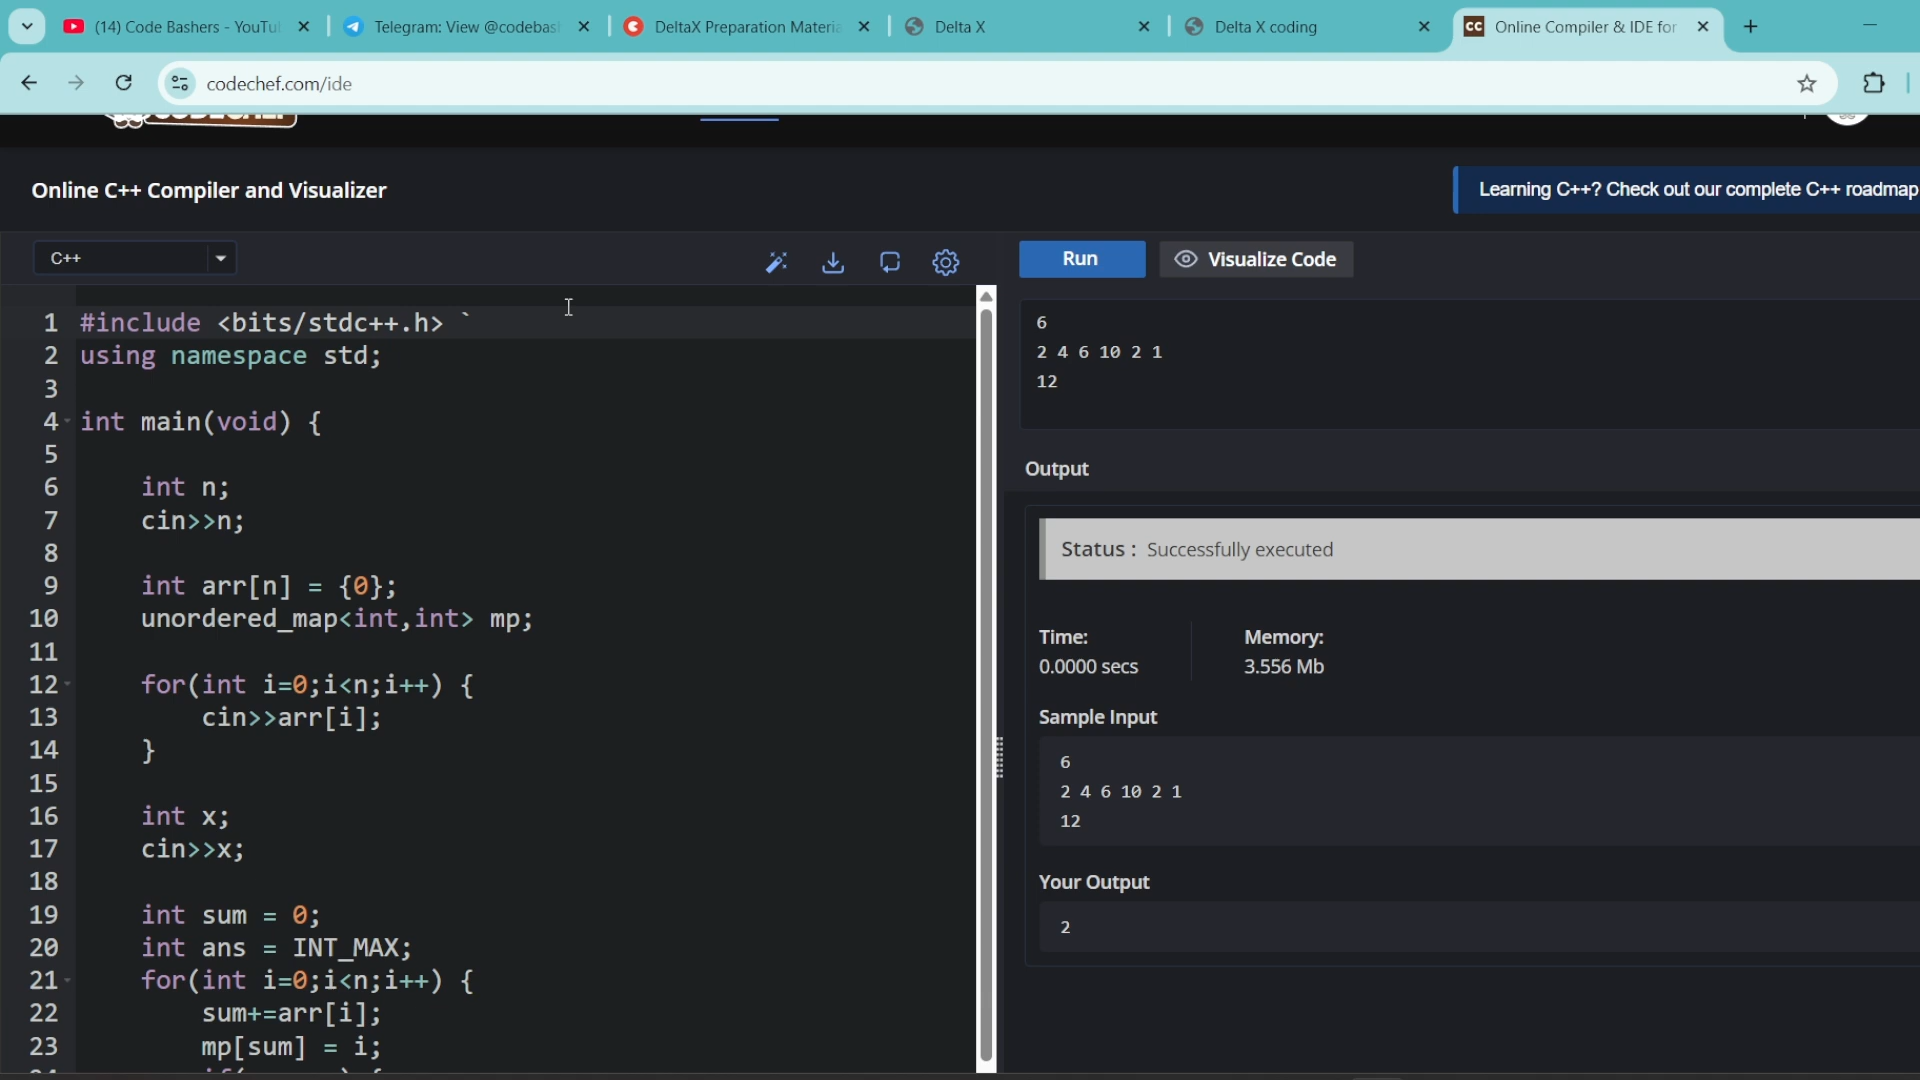 (14) Code Bashers - YouTu
Telegram: View @codebas
DeltaX Preparation Materia
Delta X
Delta X coding
CC Online Compiler & IDE for
codechef.com/ide
Online C++ Compiler and Visualizer
Learning C++? Check out our complete C++ roadmap
C++
Run
Visualize Code
1 #include <bits/stdc++.h> `
2 using namespace std;
3
4 int main(void) {
5
6 int n;
7 cin>>n;
8
9 int arr[n] = {0};
10 unordered_map<int,int> mp;
11
12 for(int i=0;i<n;i++) {
13 cin>>arr[i];
14 }
15
16 int x;
17 cin>>x;
18
19 int sum = 0;
20 int ans = INT_MAX;
21 for(int i=0;i<n;i++) {
22 sum+=arr[i];
23 mp[sum] = i;
6
2 4 6 10 2 1
12
Output
Status : Successfully executed
Time:
0.0000 secs
Memory:
3.556 Mb
Sample Input
6
2 4 6 10 2 1
12
Your Output
2